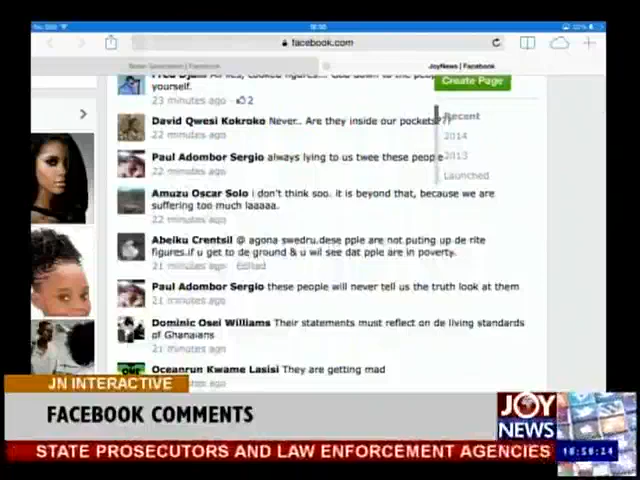 facebook.com
JoyNews | Facebook
yourself.
23 minutes ago · 2
Create Page
David Qwesi Kokroko Never.. Are they inside our pockets??
22 minutes ago
Recent
2014
Paul Adombor Sergio always lying to us twee these people
22 minutes ago
2013
Launched
Amuzu Oscar Solo i don't think soo. it is beyond that, because we are
suffering too much laaaaa.
22 minutes ago
Abeiku Crentsil @ agona swedru.dese pple are not puting up de rite
figures.if u get to de ground & u wil see dat pple are in poverty.
21 minutes ago · Edited
Paul Adombor Sergio these people will never tell us the truth look at them
21 minutes ago
Dominic Osei Williams Their statements must reflect on de living standards
of Ghanaians
21 minutes ago
Oceanrun Kwame Lasisi They are getting mad
minutes ago
JN INTERACTIVE
FACEBOOK COMMENTS
JOY
NEWS
STATE PROSECUTORS AND LAW ENFORCEMENT AGENCIES